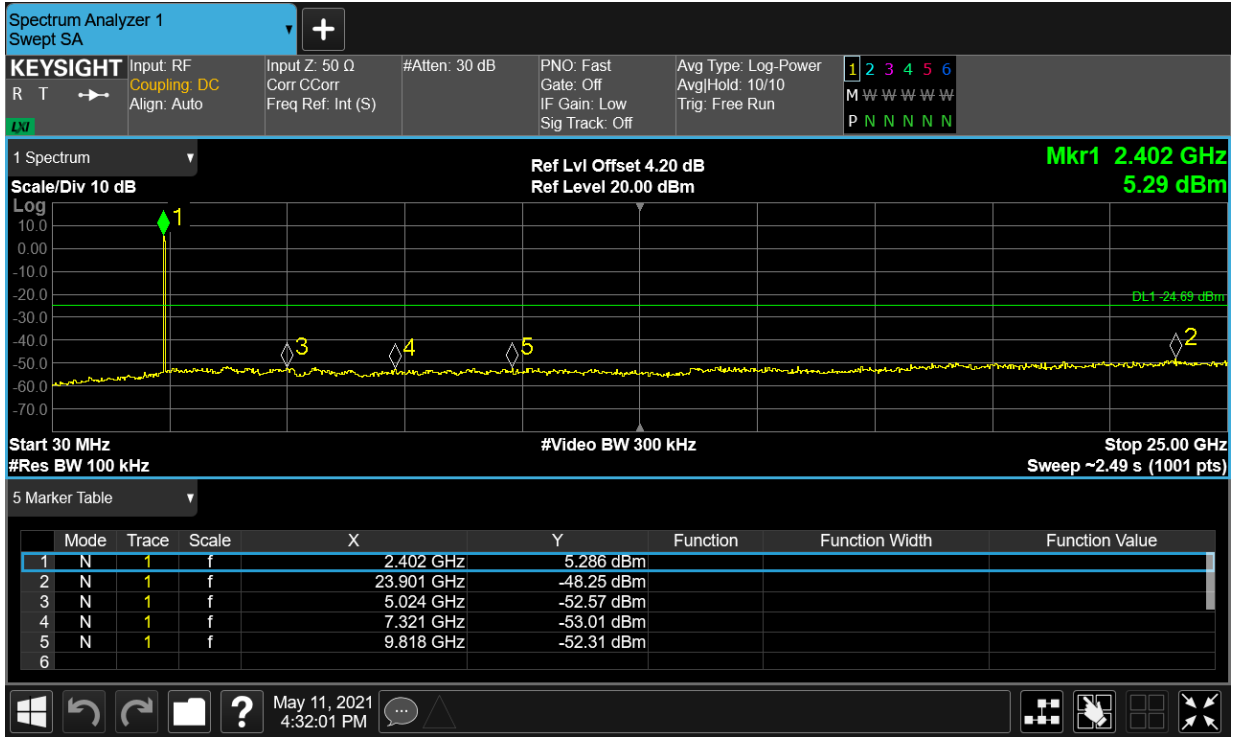 Spectrum Analyzer 1
Swept SA
KEYSIGHT
R T
LXI
Input: RF
Coupling: DC
Align: Auto
Input Z: 50 Ω
Corr CCorr
Freq Ref: Int (S)
#Atten: 30 dB
PNO: Fast
Gate: Off
IF Gain: Low
Sig Track: Off
Avg Type: Log-Power
Avg|Hold: 10/10
Trig: Free Run
1 2 3 4 5 6
M W W W W W
P N N N N N
1 Spectrum
Scale/Div 10 dB
Ref Lvl Offset 4.20 dB
Ref Level 20.00 dBm
Mkr1 2.402 GHz
5.29 dBm
Log
10.0
0.00
-10.0
-20.0
-30.0
-40.0
-50.0
-60.0
-70.0
1
3
4
5
2
DL1 -24.69 dBm
Start 30 MHz
#Res BW 100 kHz
#Video BW 300 kHz
Stop 25.00 GHz
Sweep ~2.49 s (1001 pts)
5 Marker Table
Mode Trace Scale X Y Function Function Width Function Value
1 N 1 f 2.402 GHz 5.286 dBm
2 N 1 f 23.901 GHz -48.25 dBm
3 N 1 f 5.024 GHz -52.57 dBm
4 N 1 f 7.321 GHz -53.01 dBm
5 N 1 f 9.818 GHz -52.31 dBm
6
?
May 11, 2021
4:32:01 PM